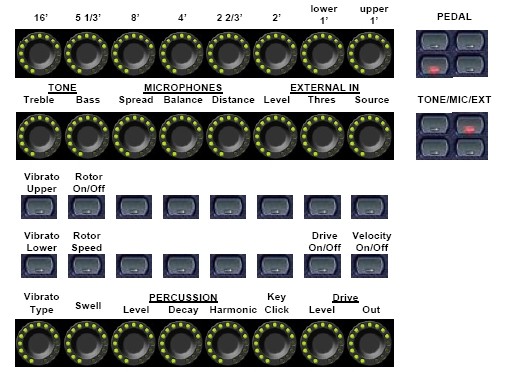 16’ 5 1/3’ 8’ 4’ 2 2/3’ 2’ lower 1’ upper 1’ PEDAL
TONE MICROPHONES EXTERNAL IN
Treble Bass Spread Balance Distance Level Thres Source TONE/MIC/EXT
Vibrato Upper Rotor On/Off
Vibrato Lower Rotor Speed Drive On/Off Velocity On/Off
Vibrato Type Swell PERCUSSION Key Click Drive
Level Decay Harmonic Level Out